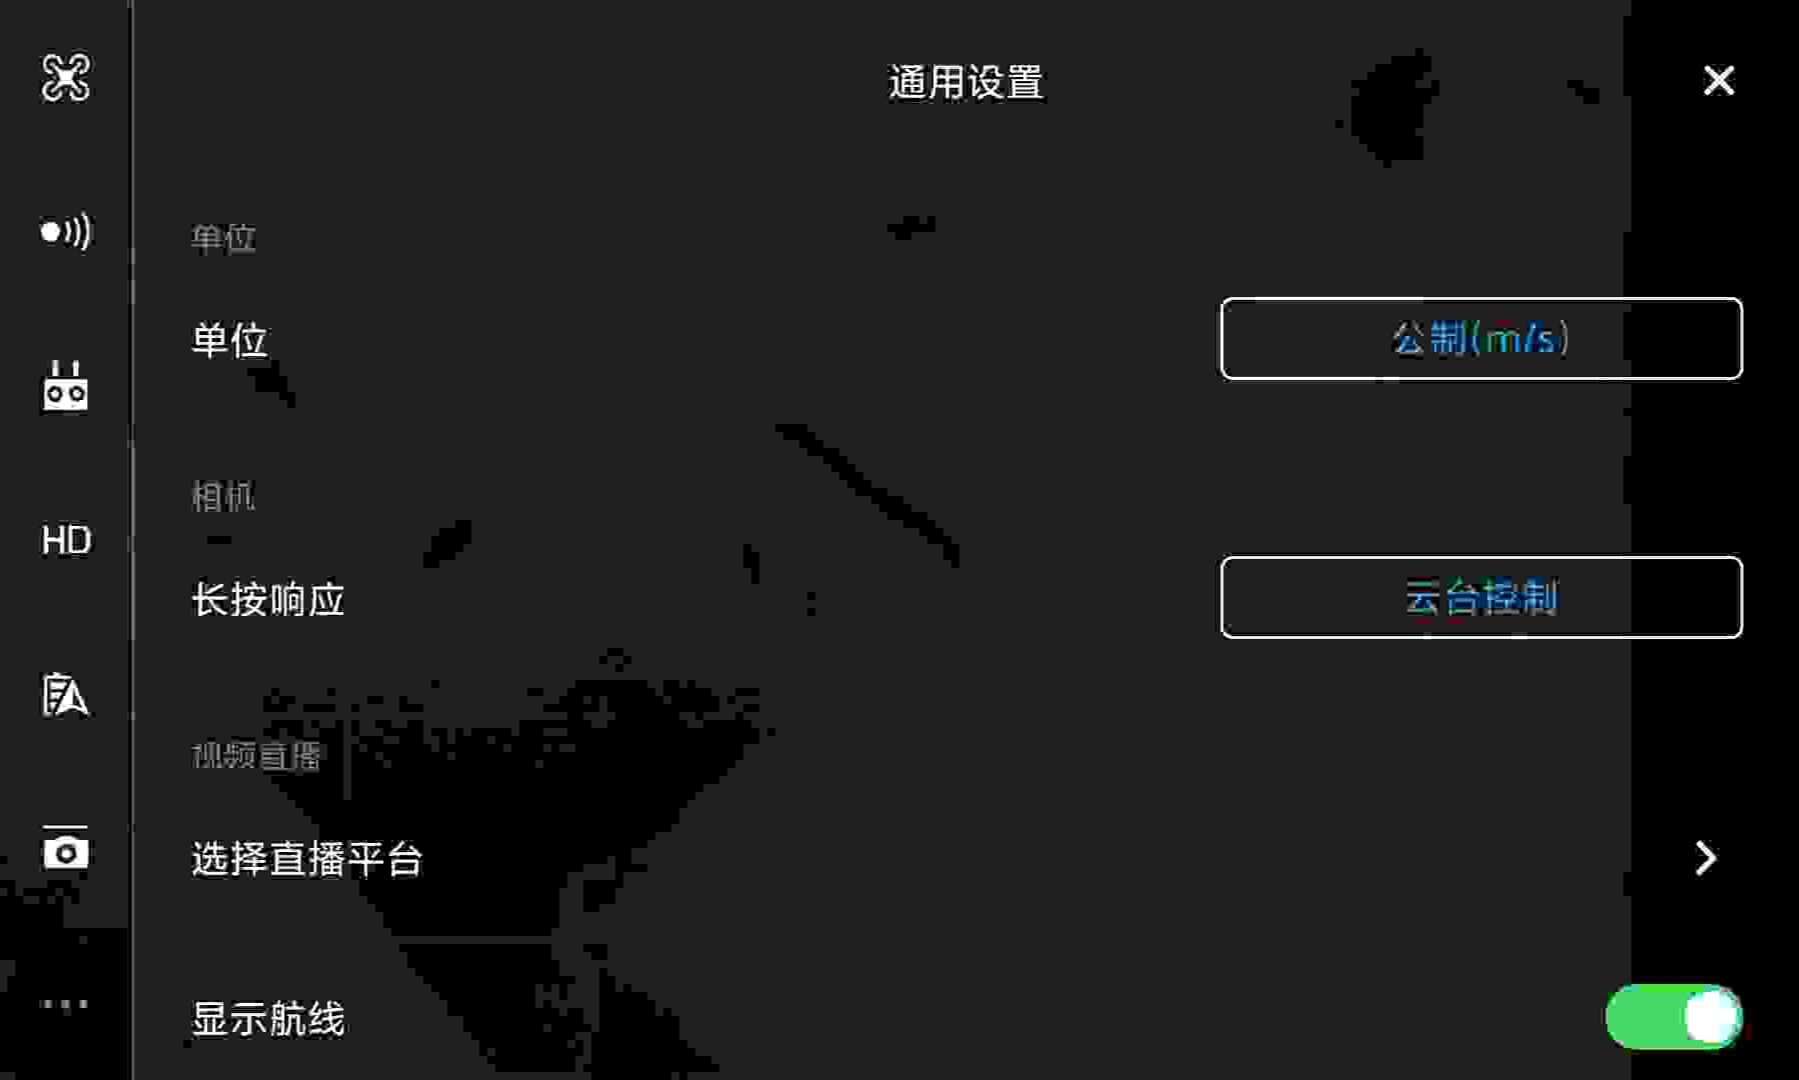 通用设置
单位
单位
公制(m/s)
相机
HD
长按响应
云台控制
视频直播
选择直播平台
显示航线